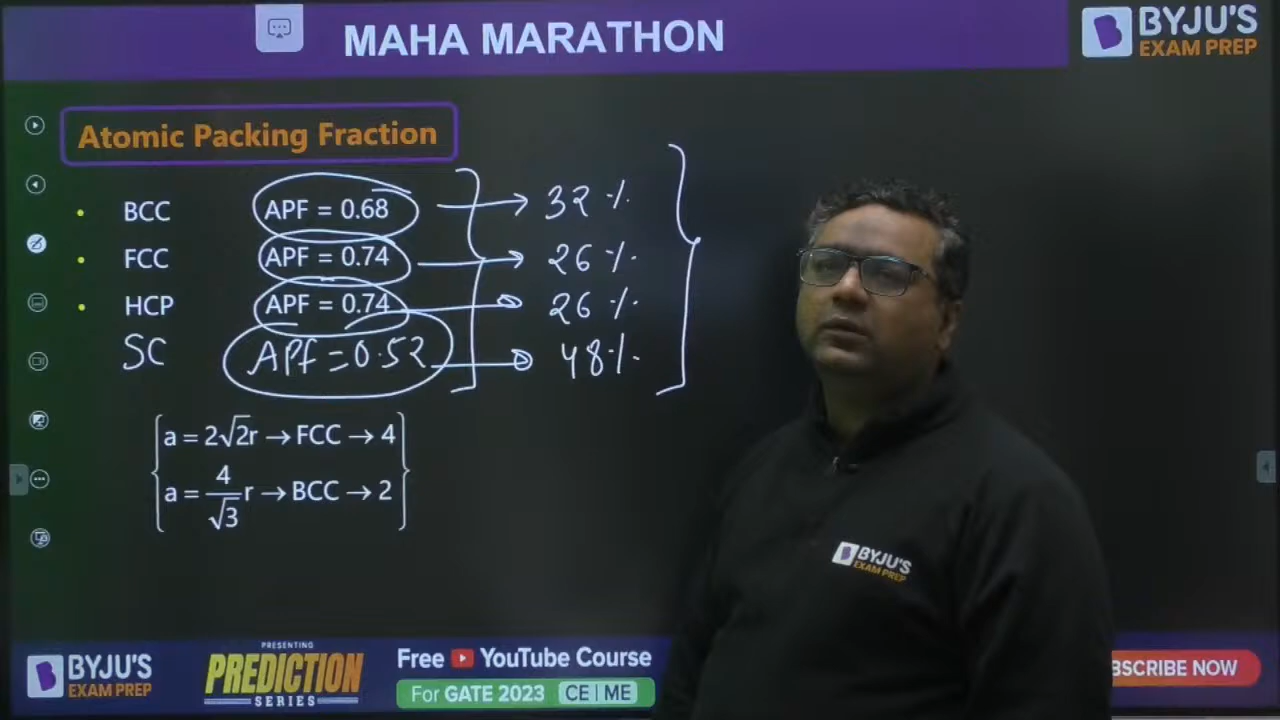 MAHA MARATHON
BYJU'S
EXAM PREP
Atomic Packing Fraction
• BCC APF = 0.68 → 32 %
• FCC APF = 0.74 → 26 %
• HCP APF = 0.74 → 26 %
SC APF = 0.52 → 48 %
a = 2√2r → FCC → 4
a = 4/√3 r → BCC → 2
BYJU'S
EXAM PREP
BYJU'S
EXAM PREP
PRESENTING
PREDICTION
SERIES
Free YouTube Course
For GATE 2023 CE | ME
BSCRIBE NOW